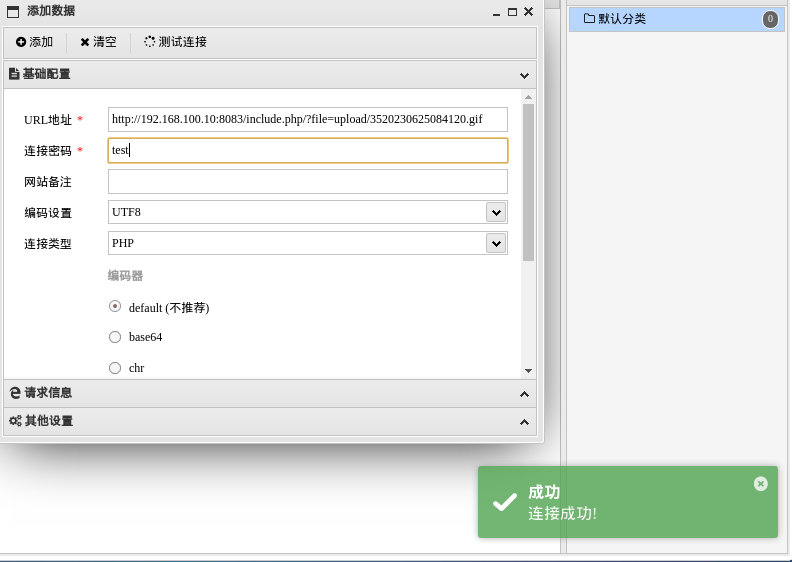 添加数据
添加 清空 测试连接
基础配置
URL地址 * http://192.168.100.10:8083/include.php/?file=upload/3520230625084120.gif
连接密码 * test
网站备注
编码设置 UTF8
连接类型 PHP
编码器
default (不推荐)
base64
chr
请求信息
其他设置
默认分类 0
成功
连接成功!